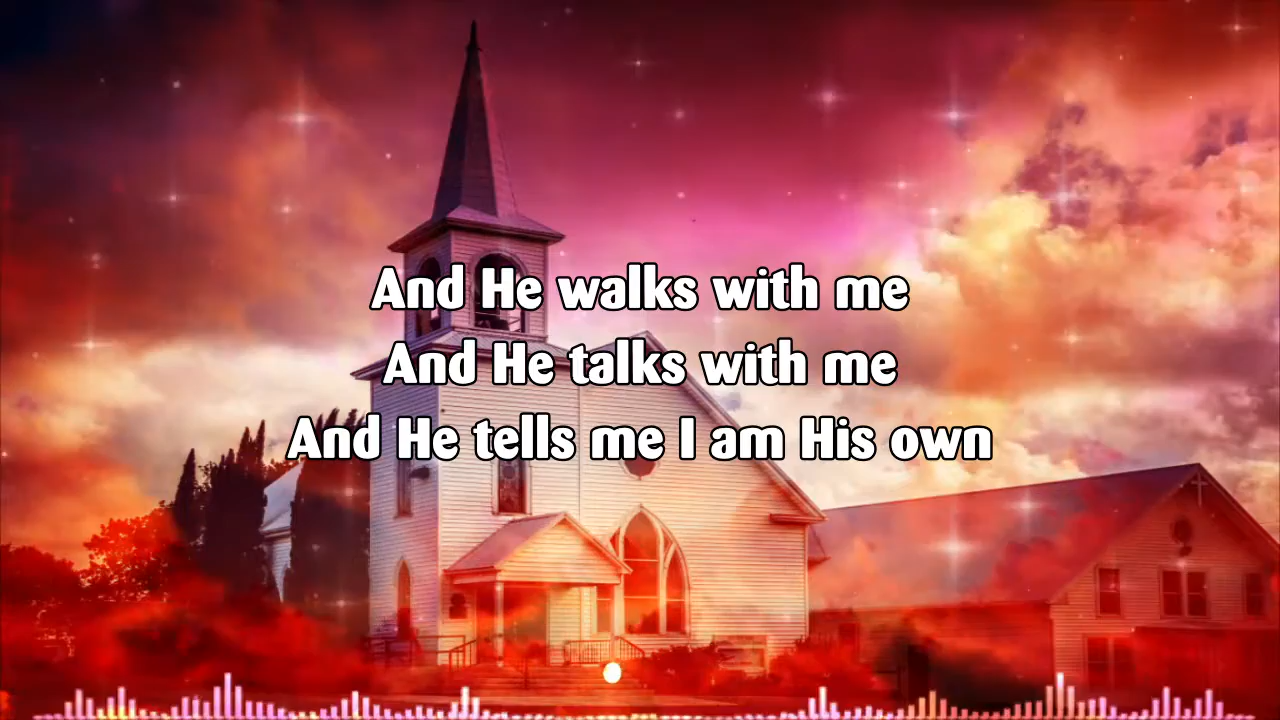 And He walks with me
And He talks with me
And He tells me I am His own